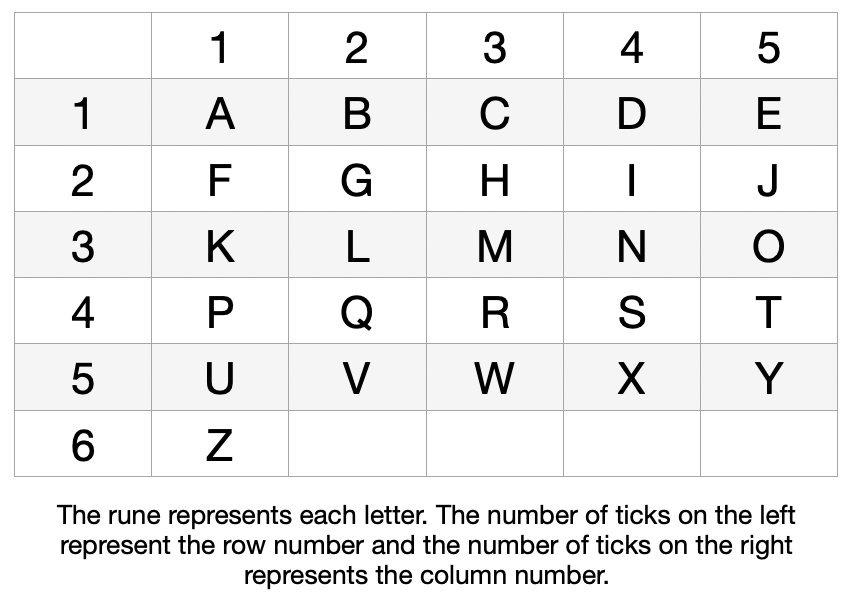 1 2 3 4 5
1 A B C D E
2 F G H I J
3 K L M N O
4 P Q R S T
5 U V W X Y
6 Z
The rune represents each letter. The number of ticks on the left
represent the row number and the number of ticks on the right
represents the column number.